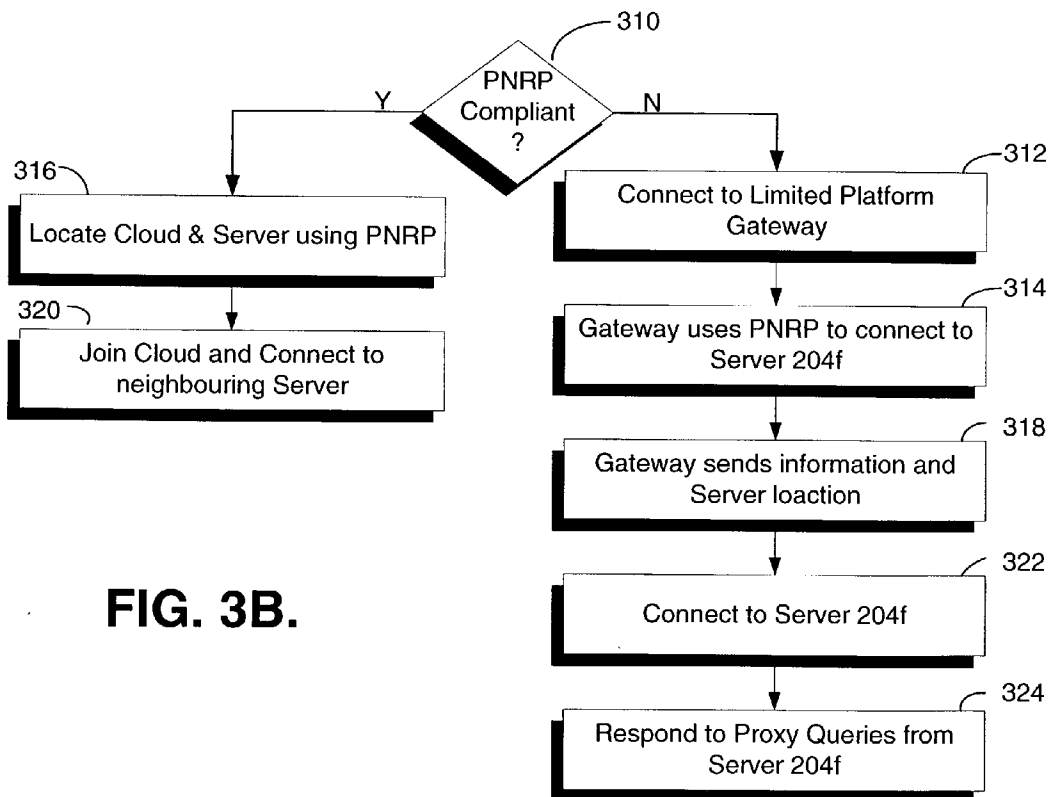 310
PNRP
Compliant
?
Y
N
316
Locate Cloud & Server using PNRP
312
Connect to Limited Platform
Gateway
320
Join Cloud and Connect to
neighbouring Server
314
Gateway uses PNRP to connect to
Server 204f
318
Gateway sends information and
Server loaction
322
Connect to Server 204f
324
Respond to Proxy Queries from
Server 204f
FIG. 3B.